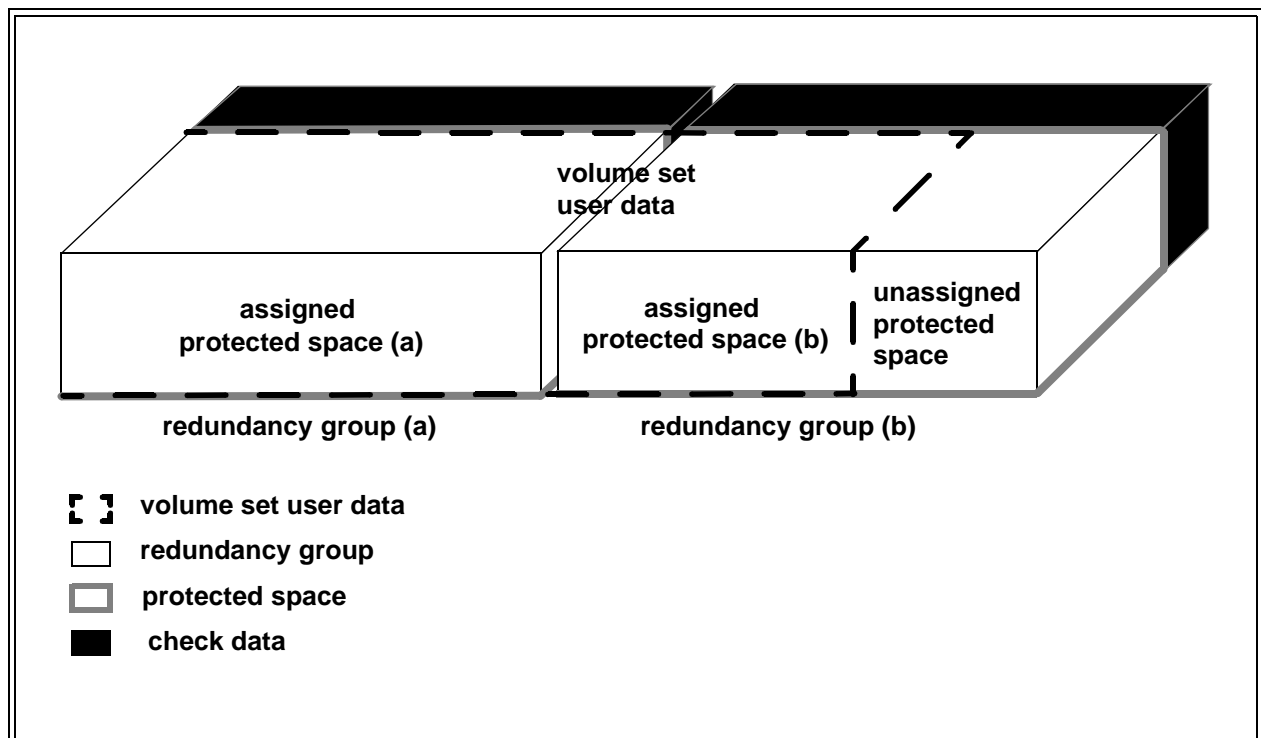 volume set
user data
assigned
protected space (a)
assigned
protected space (b)
unassigned
protected
space
redundancy group (a)
redundancy group (b)
volume set user data
redundancy group
protected space
check data